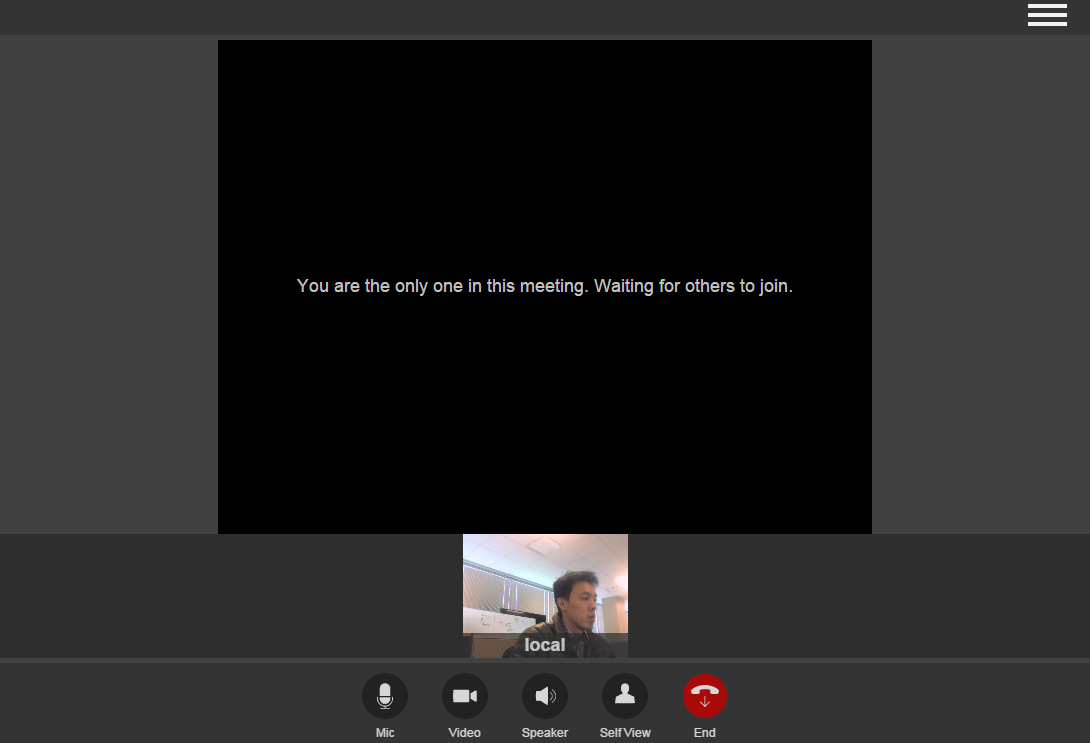 You are the only one in this meeting. Waiting for others to join.
local
Mic
Video
Speaker
Self View
End